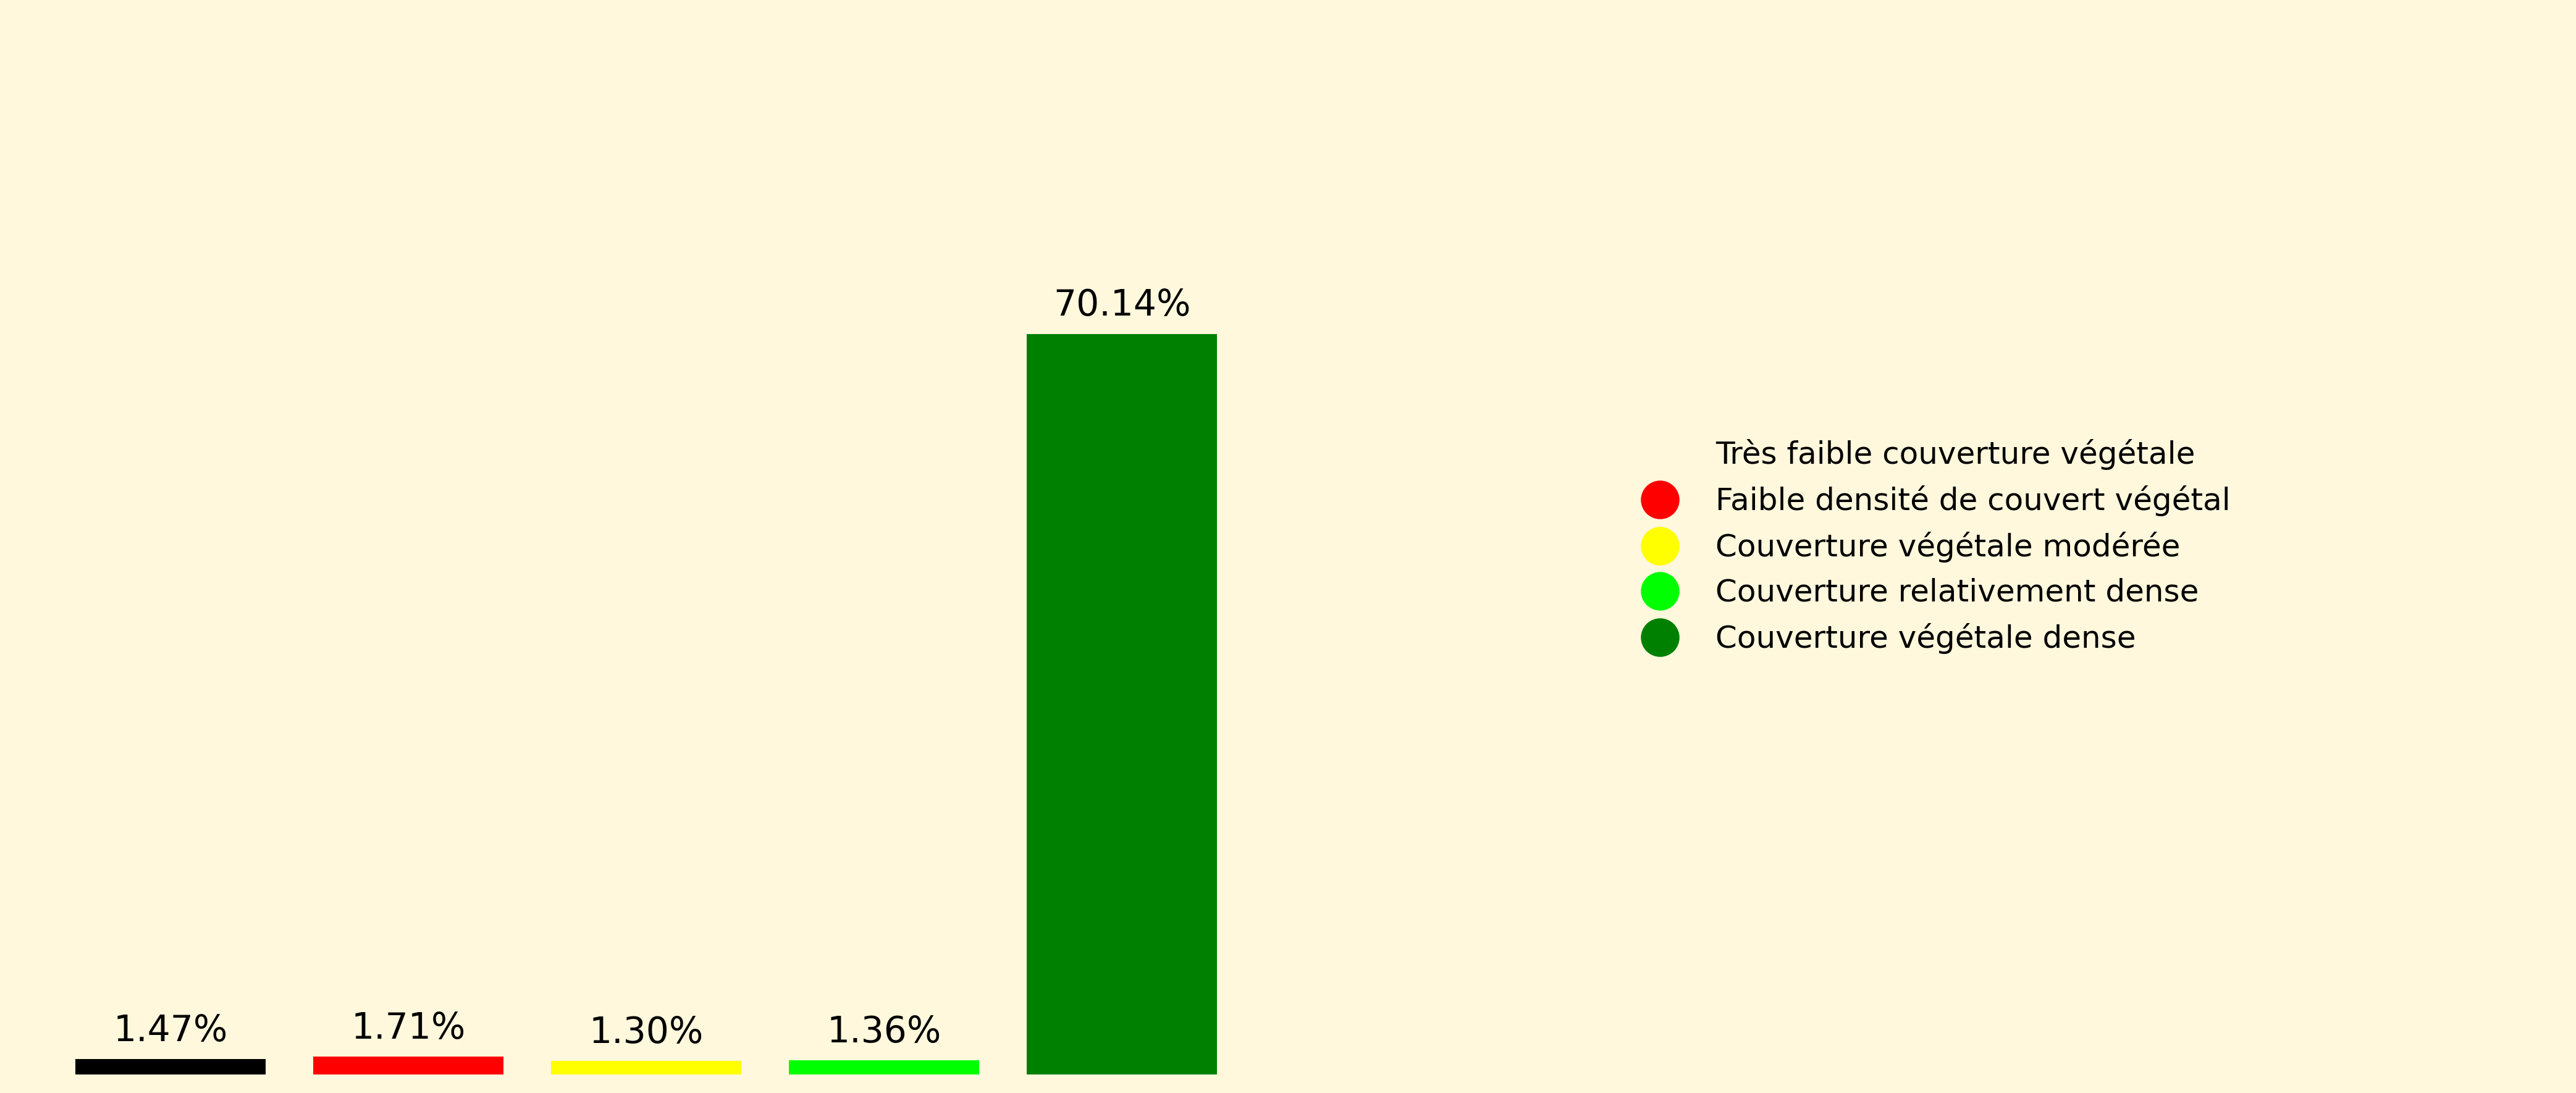 70.14%
1.47%
1.71%
1.30%
1.36%
Très faible couverture végétale
Faible densité de couvert végétal
Couverture végétale modérée
Couverture relativement dense
Couverture végétale dense